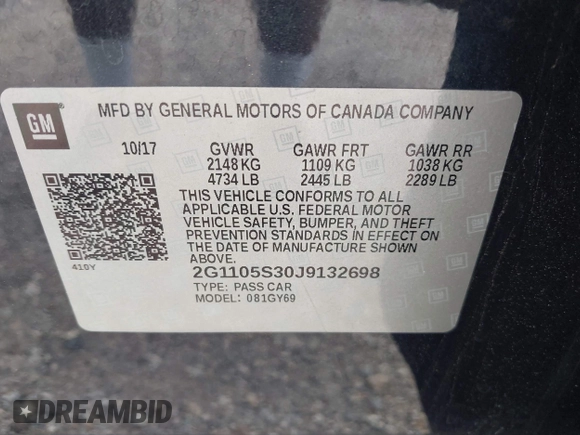 GM
MFD BY GENERAL MOTORS OF CANADA COMPANY
10/17 GVWR GAWR FRT GAWR RR
2148 KG 1109 KG 1038 KG
4734 LB 2445 LB 2289 LB
THIS VEHICLE CONFORMS TO ALL
APPLICABLE U.S. FEDERAL MOTOR
VEHICLE SAFETY, BUMPER, AND THEFT
PREVENTION STANDARDS IN EFFECT ON
THE DATE OF MANUFACTURE SHOWN
ABOVE.
410Y
2G1105S30J9132698
TYPE: PASS CAR
MODEL: 081GY69
DREAMBID